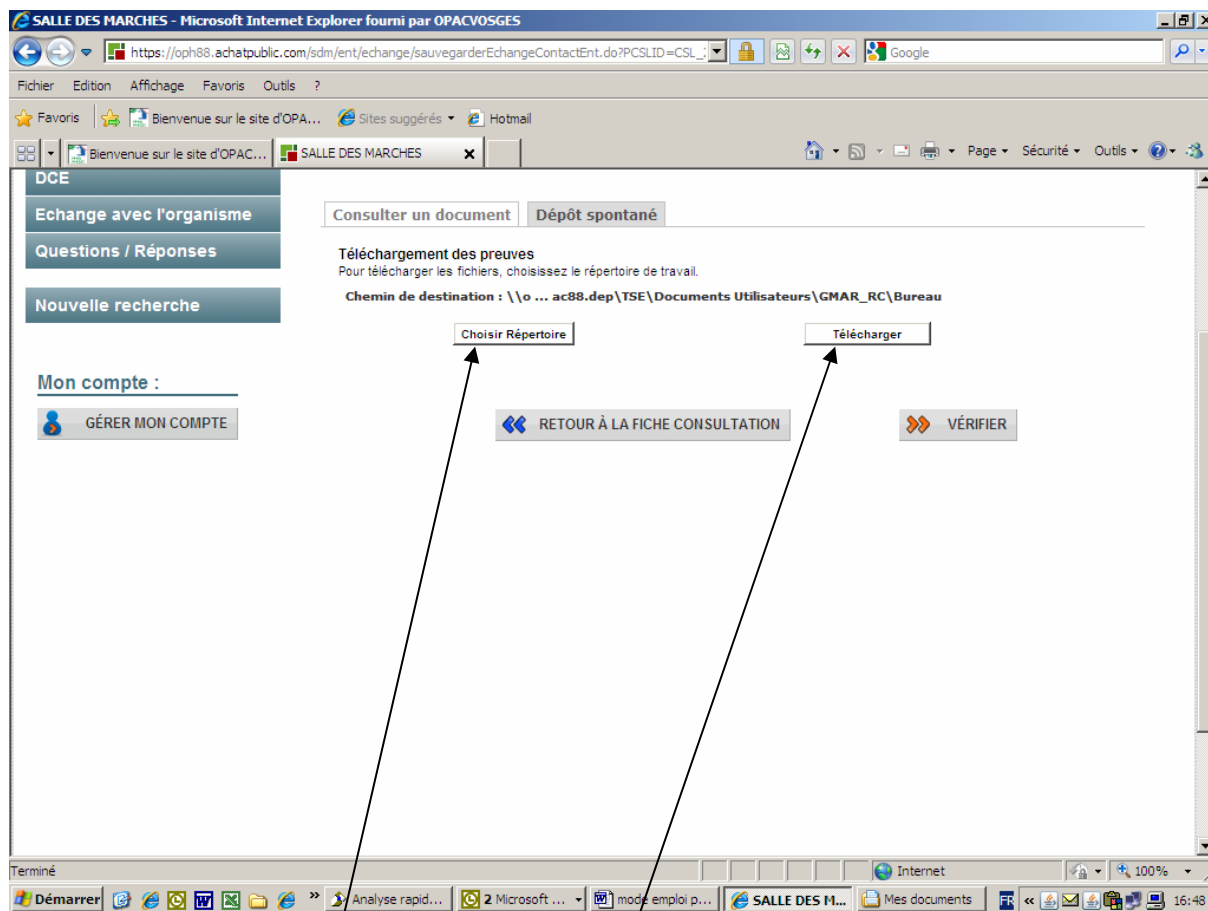 SALLE DES MARCHES - Microsoft Internet Explorer fourni par OPACVOSGES
https://oph88.achatpublic.com/sdm/ent/echange/sauvegarderEchangeContactEnt.do?PCSLID=CSL_
Google
Fichier Edition Affichage Favoris Outils ?
Favoris Bienvenue sur le site d'OPA... Sites suggérés Hotmail
Bienvenue sur le site d'OPAC... SALLE DES MARCHES Page Sécurité Outils
DCE
Echange avec l'organisme
Questions / Réponses
Nouvelle recherche
Mon compte :
GÉRER MON COMPTE
Consulter un document Dépôt spontané
Téléchargement des preuves
Pour télécharger les fichiers, choisissez le répertoire de travail.
Chemin de destination : \\o ... ac88.dep\TSE\Documents Utilisateurs\GMAR_RC\Bureau
Choisir Répertoire Télécharger
RETOUR À LA FICHE CONSULTATION VÉRIFIER
Terminé Internet 100%
Démarrer Analyse rapid... 2 Microsoft ... mode emploi p... SALLE DES M... Mes documents FR 16:48